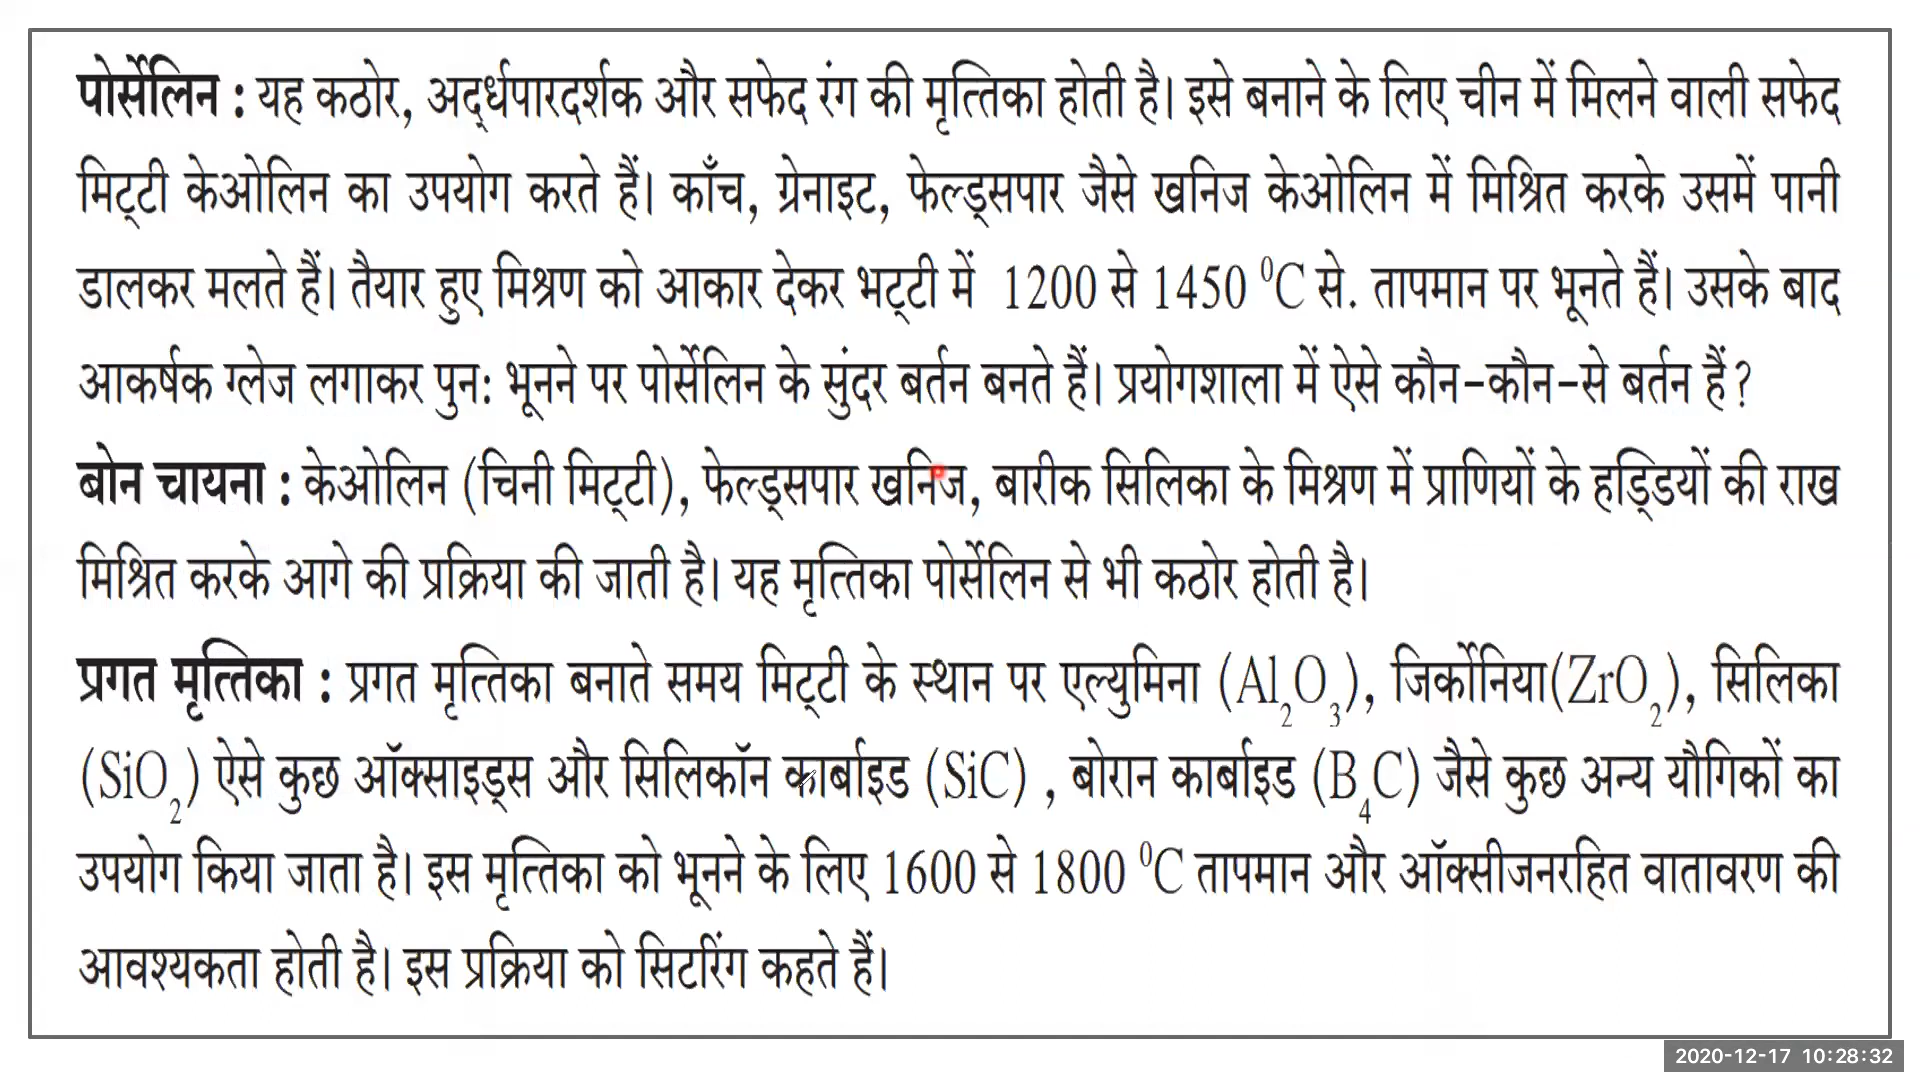 पोर्सेलिन : यह कठोर, अर्द्धपारदर्शक और सफेद रंग की मृत्तिका होती है। इसे बनाने के लिए चीन में मिलने वाली सफेद
मिट्टी केओलिन का उपयोग करते हैं। काँच, ग्रेनाइट, फेल्ड्सपार जैसे खनिज केओलिन में मिश्रित करके उसमें पानी
डालकर मलते हैं। तैयार हुए मिश्रण को आकार देकर भट्टी में 1200 से 1450 ⁰C से. तापमान पर भूनते हैं। उसके बाद
आकर्षक ग्लेज लगाकर पुन: भूनने पर पोर्सेलिन के सुंदर बर्तन बनते हैं। प्रयोगशाला में ऐसे कौन-कौन-से बर्तन हैं?
बोन चायना : केओलिन (चिनी मिट्टी), फेल्ड्सपार खनिज, बारीक सिलिका के मिश्रण में प्राणियों के हड्डियों की राख
मिश्रित करके आगे की प्रक्रिया की जाती है। यह मृत्तिका पोर्सेलिन से भी कठोर होती है।
प्रगत मृत्तिका : प्रगत मृत्तिका बनाते समय मिट्टी के स्थान पर एल्युमिना (Al₂O₃), जिर्कोनिया(ZrO₂), सिलिका
(SiO₂) ऐसे कुछ ऑक्साइड्स और सिलिकॉन कार्बाइड (SiC) , बोरान कार्बाइड (B₄C) जैसे कुछ अन्य यौगिकों का
उपयोग किया जाता है। इस मृत्तिका को भूनने के लिए 1600 से 1800 ⁰C तापमान और ऑक्सीजनरहित वातावरण की
आवश्यकता होती है। इस प्रक्रिया को सिटरिंग कहते हैं।
2020-12-17 10:28:32